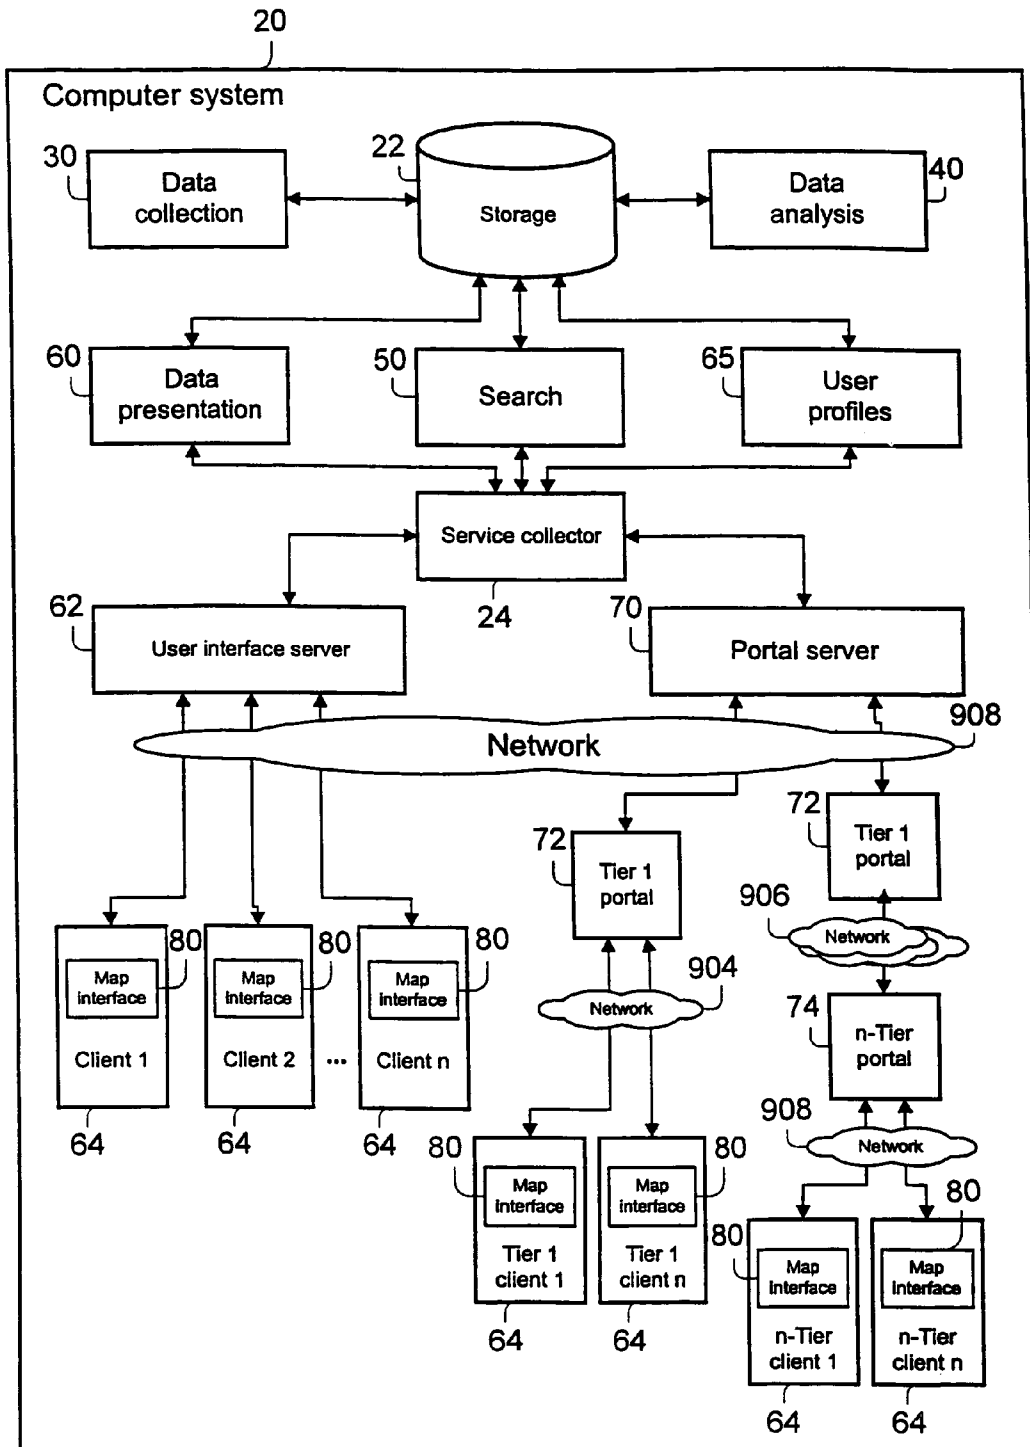 20
Computer system
30
Data
collection
22
Storage
Data
analysis
40
60
Data
presentation
50
Search
65
User
profiles
Service collector
24
62
User interface server
70
Portal server
Network
908
72
Tier 1
portal
72
Tier 1
portal
906
Network
Map
interface
80
Client 1
64
Map
interface
80
Client 2
64
...
Map
interface
80
Client n
64
Network
904
74
n-Tier
portal
908
Network
80
Map
interface
Tier 1
client 1
64
80
Map
interface
Tier 1
client n
64
80
Map
interface
n-Tier
client 1
64
80
Map
interface
n-Tier
client n
64